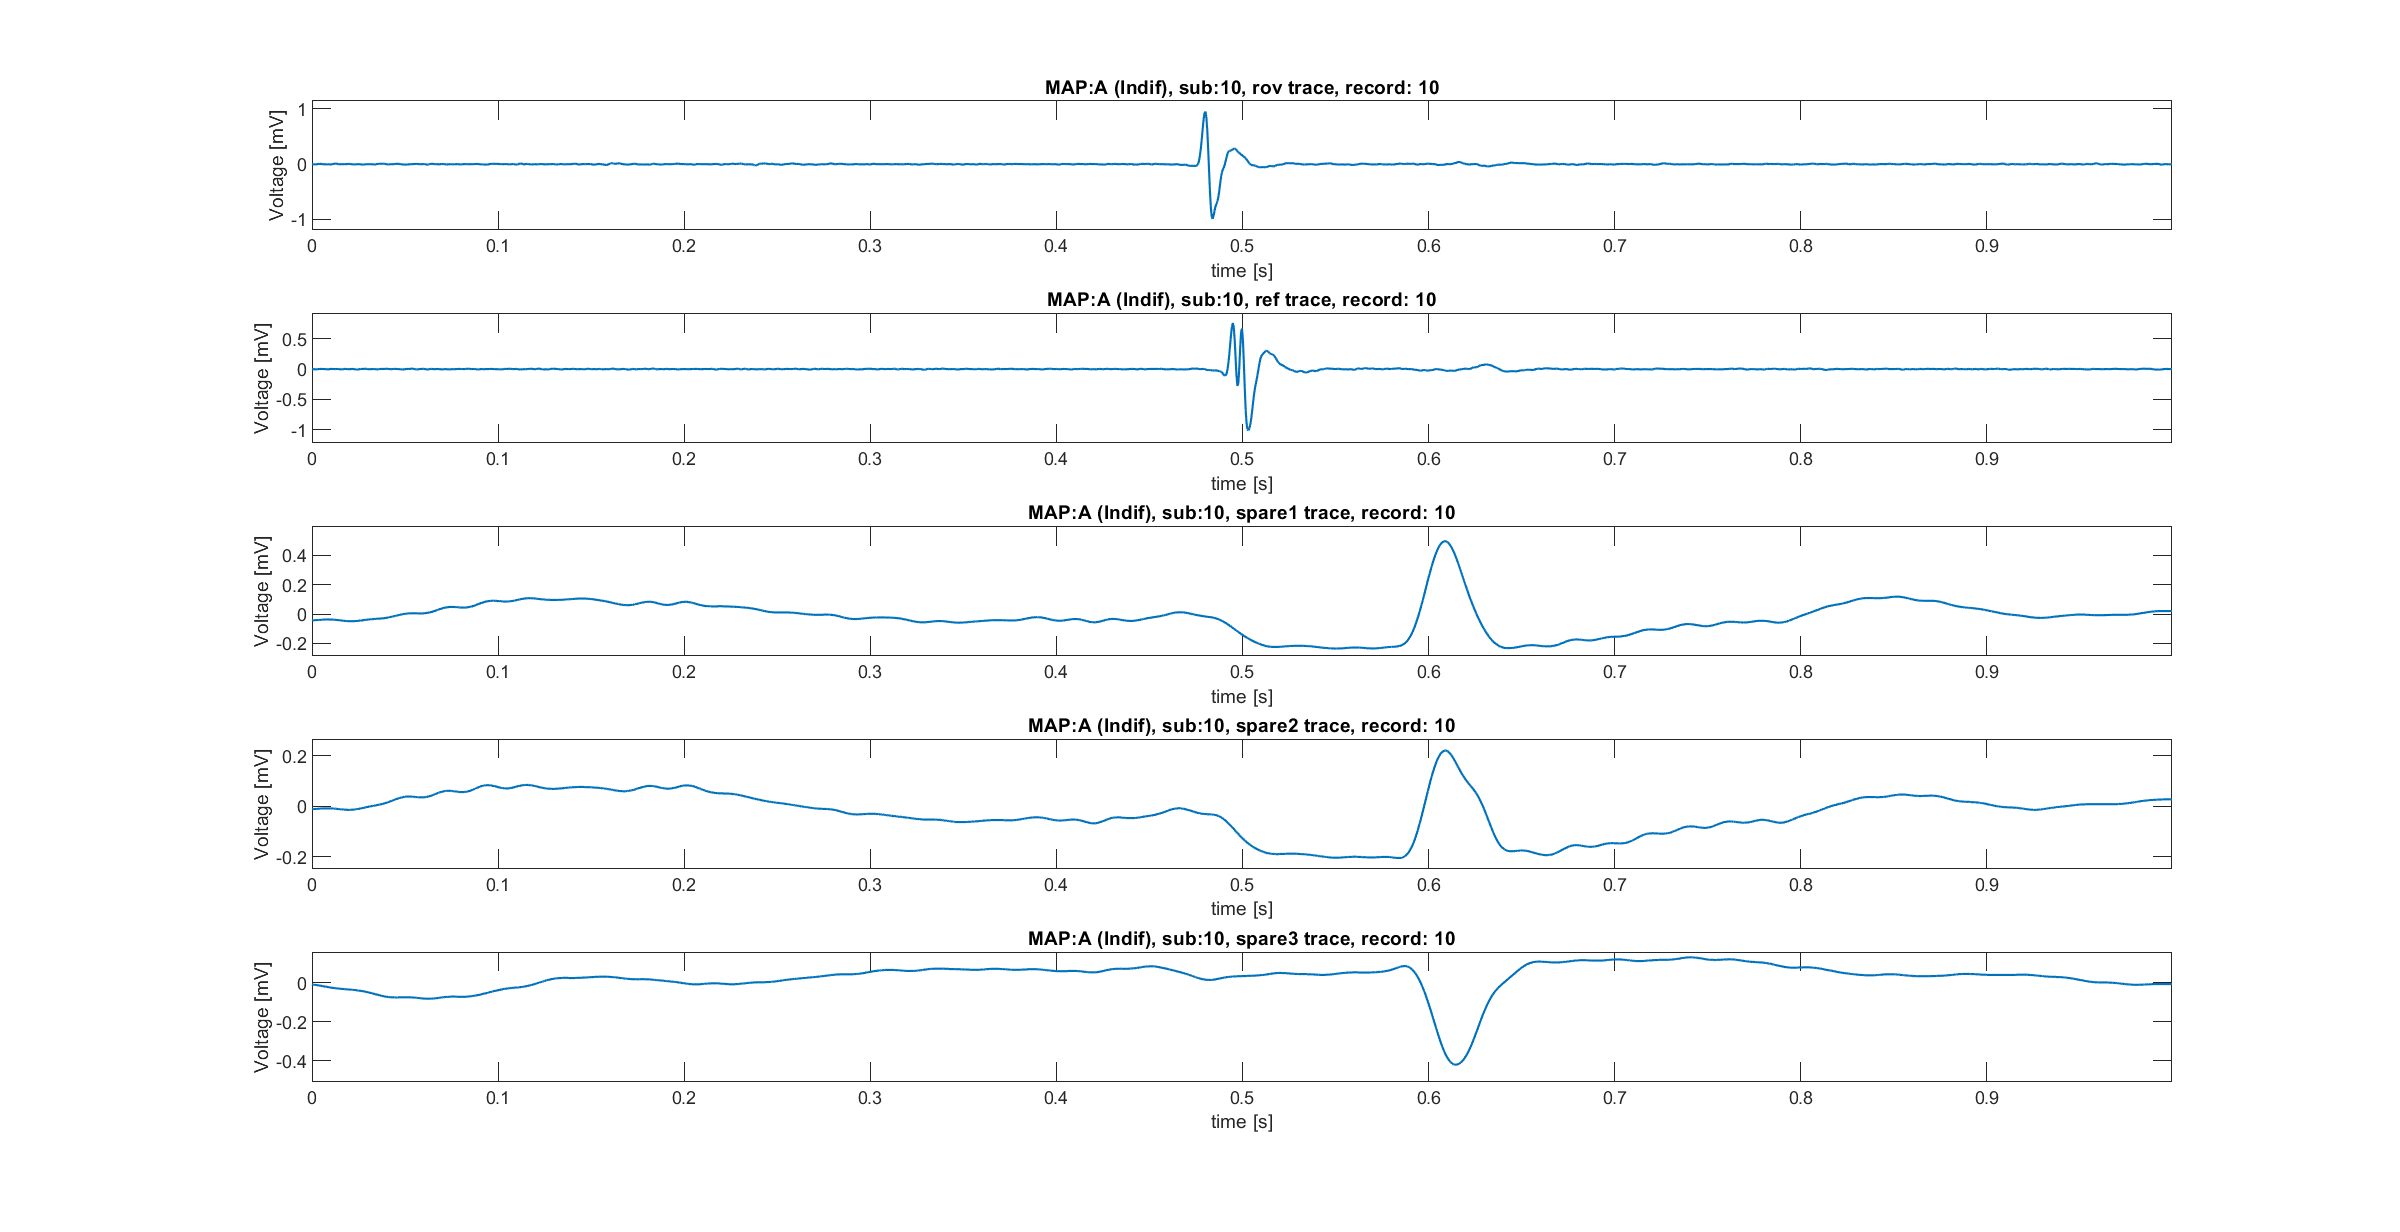 MAP:A (Indif), sub:10, rov trace, record: 10
Voltage [mV]
1
0
-1
0 0.1 0.2 0.3 0.4 0.5 0.6 0.7 0.8 0.9
time [s]
MAP:A (Indif), sub:10, ref trace, record: 10
Voltage [mV]
0.5
0
-0.5
-1
0 0.1 0.2 0.3 0.4 0.5 0.6 0.7 0.8 0.9
time [s]
MAP:A (Indif), sub:10, spare1 trace, record: 10
Voltage [mV]
0.4
0.2
0
-0.2
0 0.1 0.2 0.3 0.4 0.5 0.6 0.7 0.8 0.9
time [s]
MAP:A (Indif), sub:10, spare2 trace, record: 10
Voltage [mV]
0.2
0
-0.2
0 0.1 0.2 0.3 0.4 0.5 0.6 0.7 0.8 0.9
time [s]
MAP:A (Indif), sub:10, spare3 trace, record: 10
Voltage [mV]
0
-0.2
-0.4
0 0.1 0.2 0.3 0.4 0.5 0.6 0.7 0.8 0.9
time [s]